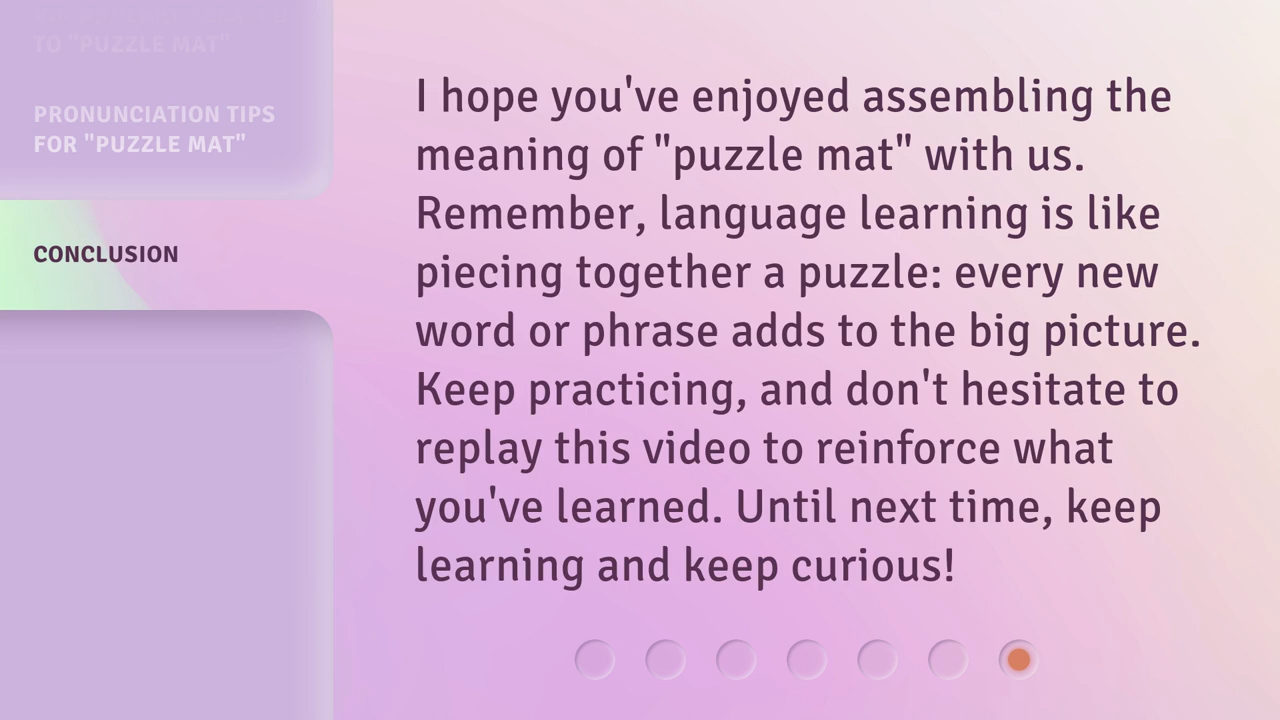 TO "PUZZLE MAT"
PRONUNCIATION TIPS
FOR "PUZZLE MAT"
CONCLUSION
I hope you've enjoyed assembling the
meaning of "puzzle mat" with us.
Remember, language learning is like
piecing together a puzzle: every new
word or phrase adds to the big picture.
Keep practicing, and don't hesitate to
replay this video to reinforce what
you've learned. Until next time, keep
learning and keep curious!